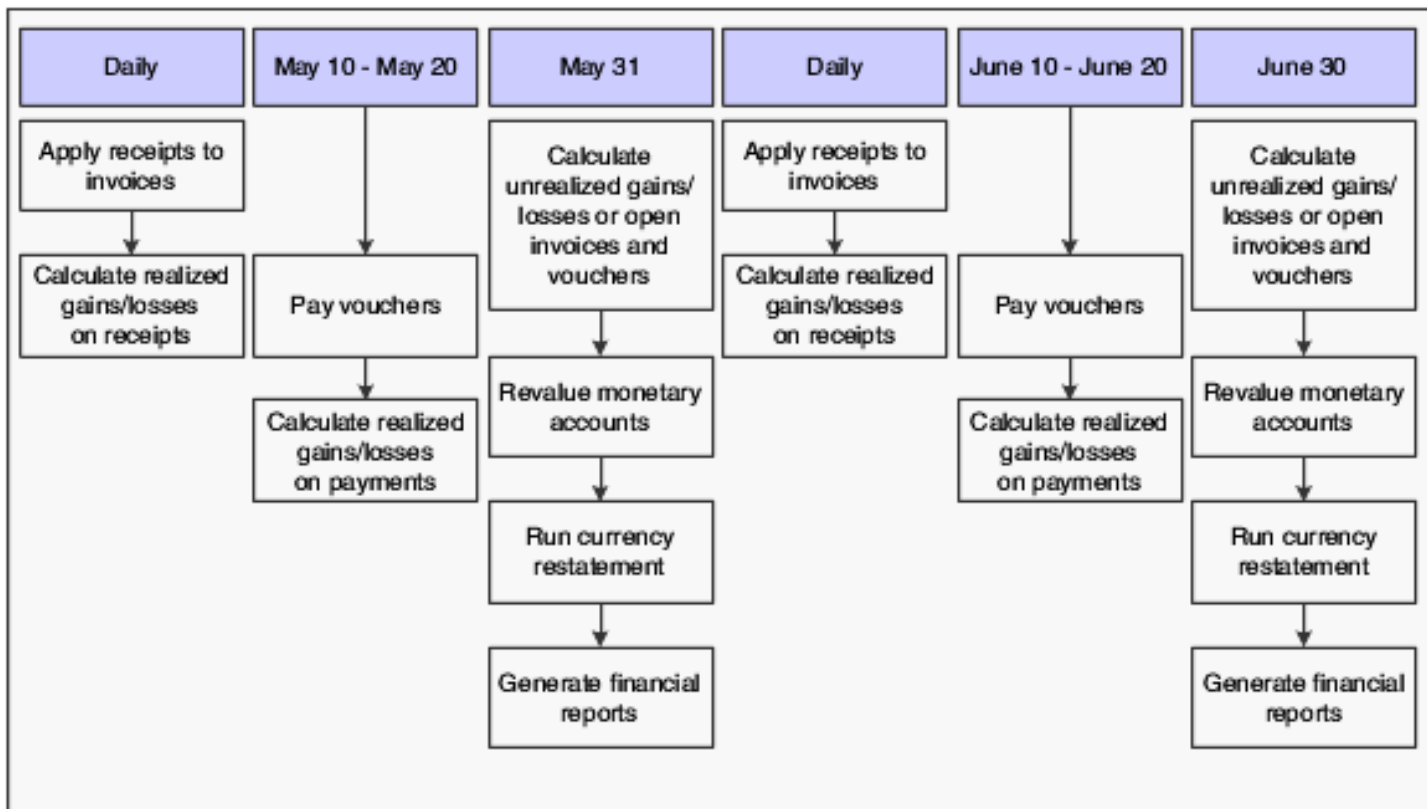 Daily
May 10 - May 20
May 31
Daily
June 10 - June 20
June 30
Apply receipts to
invoices
Calculate realized
gains/losses
on receipts
Pay vouchers
Calculate realized
gains/losses
on payments
Calculate
unrealized gains/
losses or open
invoices and
vouchers
Revalue monetary
accounts
Run currency
restatement
Generate financial
reports
Apply receipts to
invoices
Calculate realized
gains/losses
on receipts
Pay vouchers
Calculate realized
gains/losses
on payments
Calculate
unrealized gains/
losses or open
invoices and
vouchers
Revalue monetary
accounts
Run currency
restatement
Generate financial
reports